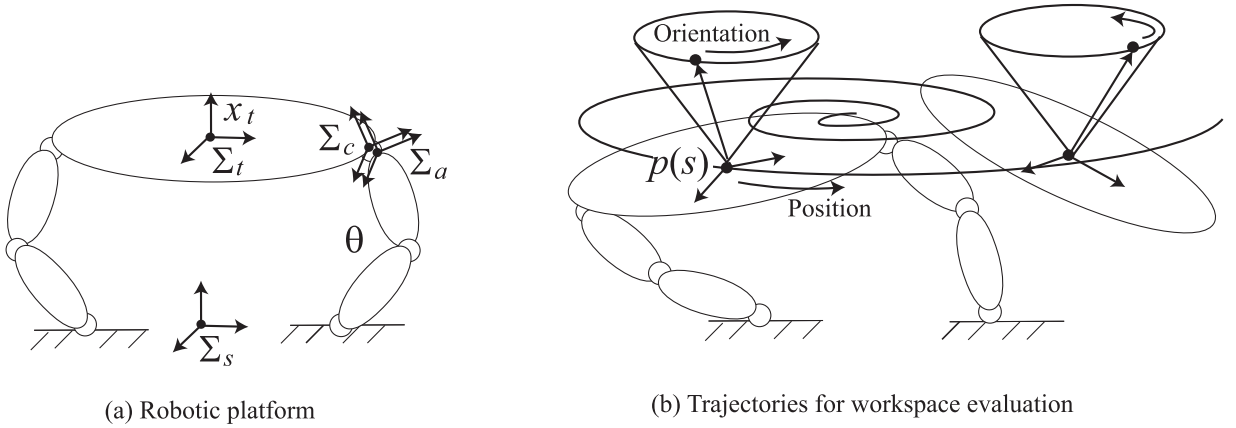 x_t
Σ_t
Σ_c
Σ_a
θ
Σ_s
(a) Robotic platform
Orientation
p(s)
Position
(b) Trajectories for workspace evaluation